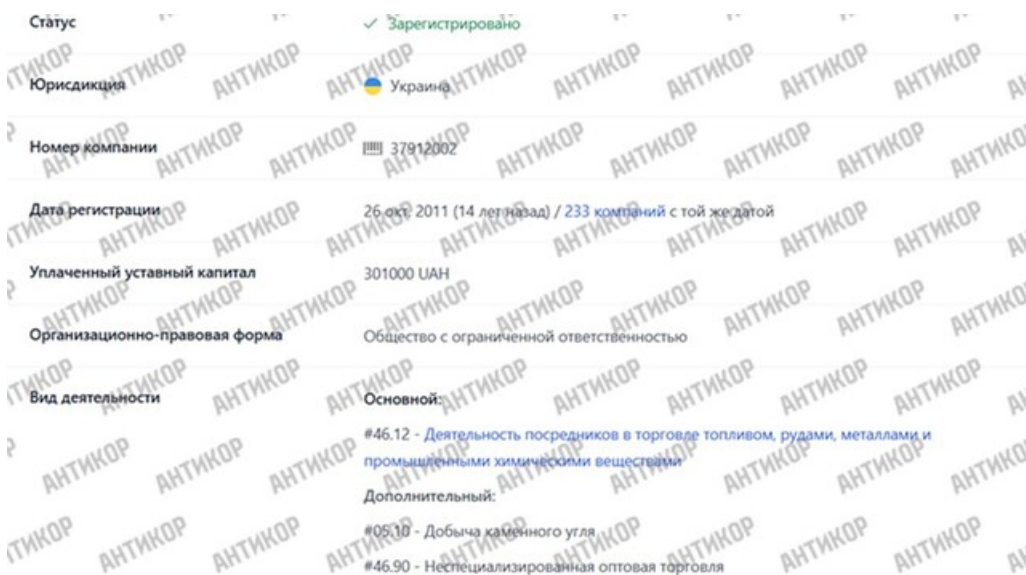 Статус ✓ Зарегистрировано
Юрисдикция Украина
Номер компании 37912002
Дата регистрации 26 окт. 2011 (14 лет назад) / 233 компаний с той же датой
Уплаченный уставный капитал 301000 UAH
Организационно-правовая форма Общество с ограниченной ответственностью
Вид деятельности Основной:
#46.12 - Деятельность посредников в торговле топливом, рудами, металлами и
промышленными химическими веществами
Дополнительный:
#05.10 - Добыча каменного угля
#46.90 - Неспециализированная оптовая торговля
АНТИКОР